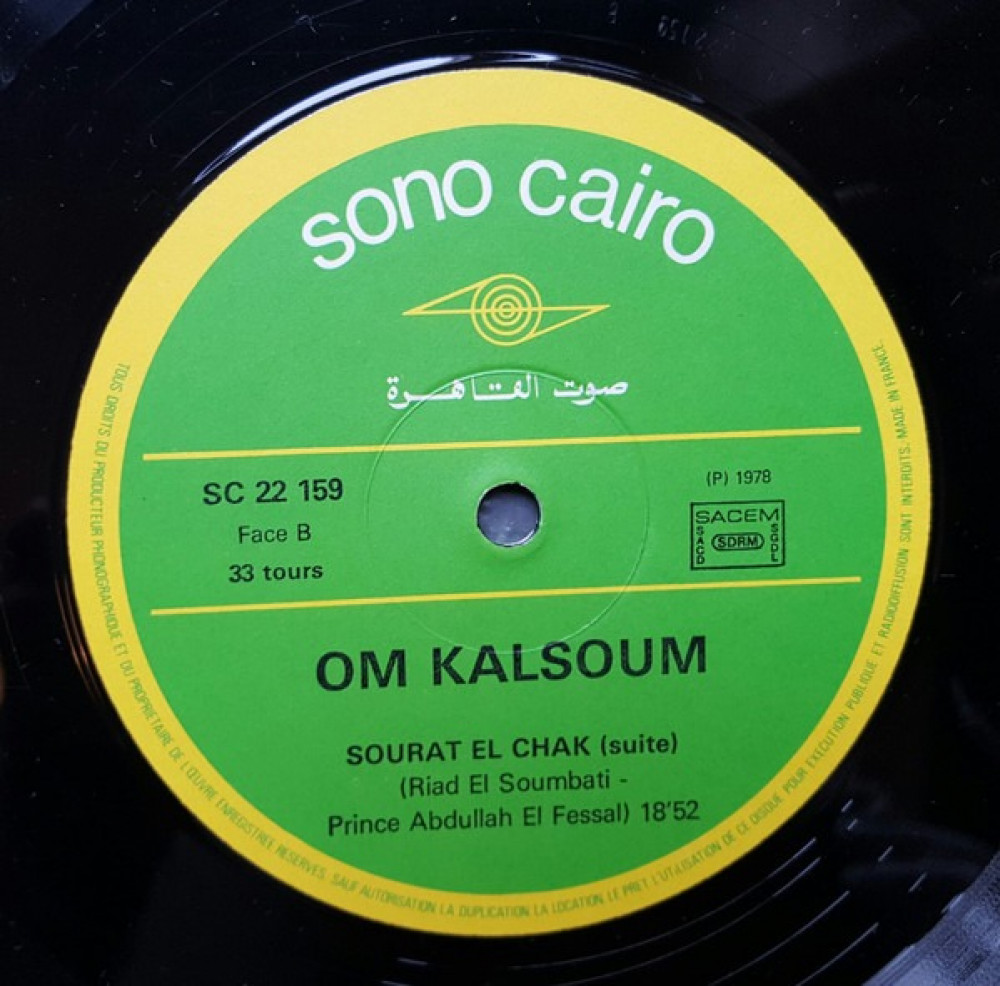 sono cairo
صوت القاهرة
SC 22 159
Face B
33 tours
(P) 1978
SACEM
SACD
SDRM
SGDL
OM KALSOUM
SOURAT EL CHAK (suite)
(Riad El Soumbati -
Prince Abdullah El Fessal) 18'52
TOUS DROITS DU PRODUCTEUR PHONOGRAPHIQUE ET DU PROPRIETAIRE DE L'ŒUVRE ENREGISTREE RESERVES. SAUF AUTORISATION LA DUPLICATION LA LOCATION LE PRET L'UTILISATION DE CE DISQUE POUR EXECUTION PUBLIQUE ET RADIODIFFUSION SONT INTERDITS. MADE IN FRANCE.